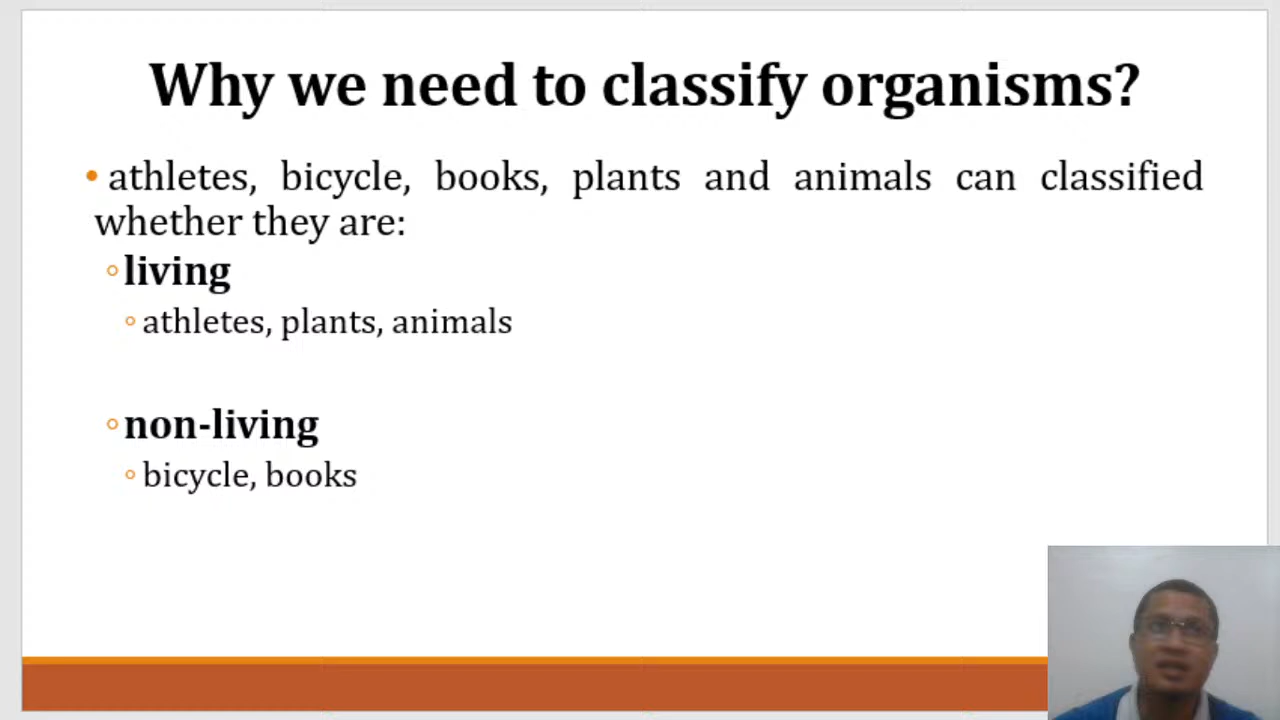 Why we need to classify organisms?
• athletes, bicycle, books, plants and animals can classified
whether they are:
◦living
◦ athletes, plants, animals
◦non-living
◦ bicycle, books